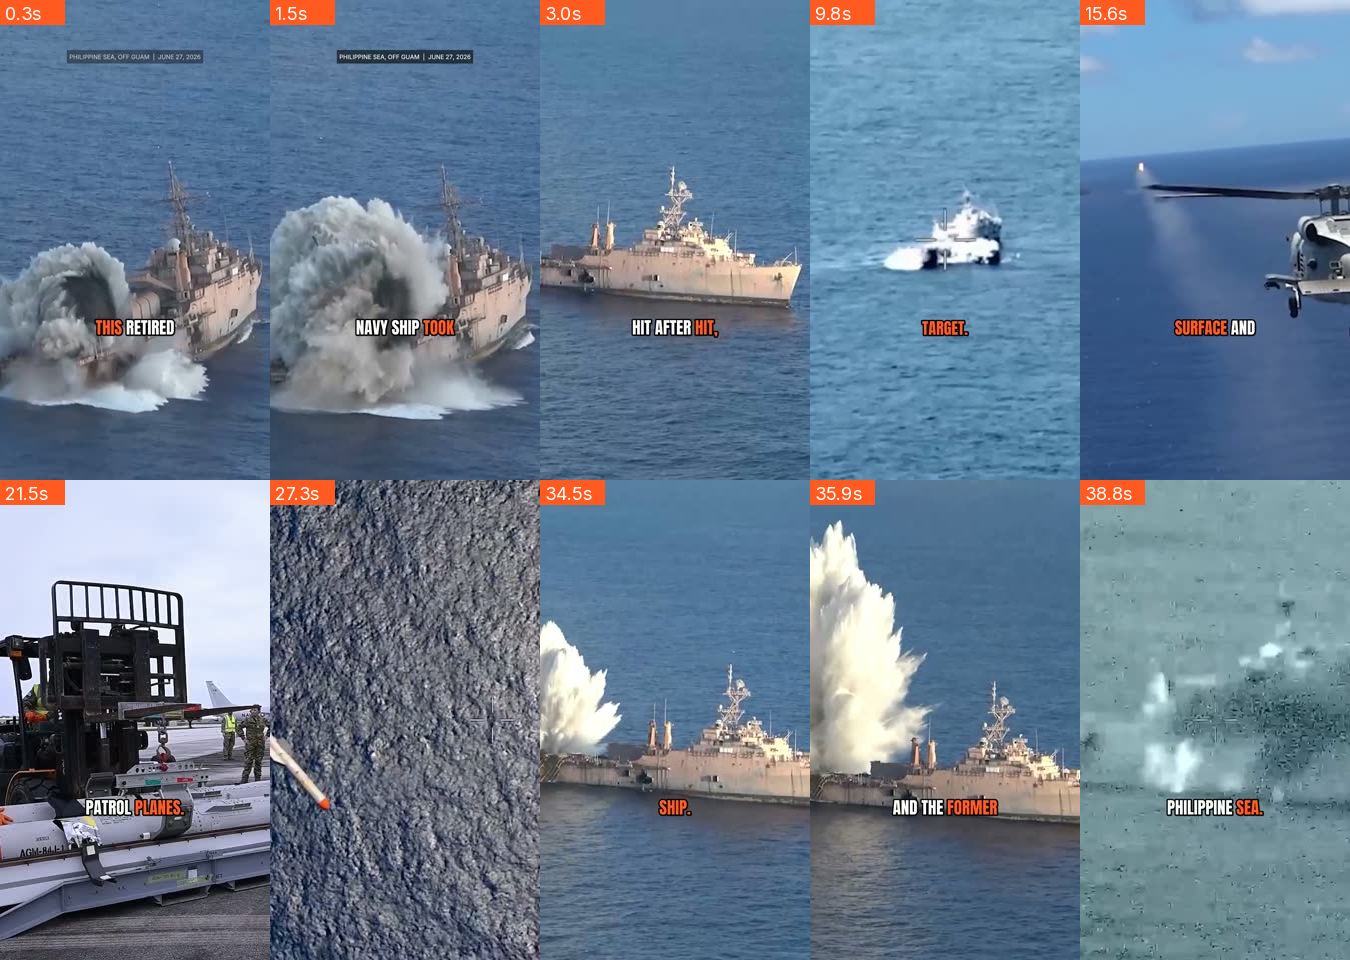 0.3s
PHILIPPINE SEA, OFF GUAM | JUNE 27, 2026
THIS RETIRED
1.5s
PHILIPPINE SEA, OFF GUAM | JUNE 27, 2026
NAVY SHIP TOOK
3.0s
HIT AFTER HIT,
9.8s
TARGET.
15.6s
SURFACE AND
21.5s
PATROL PLANES.
27.3s
34.5s
SHIP.
35.9s
AND THE FORMER
38.8s
PHILIPPINE SEA.